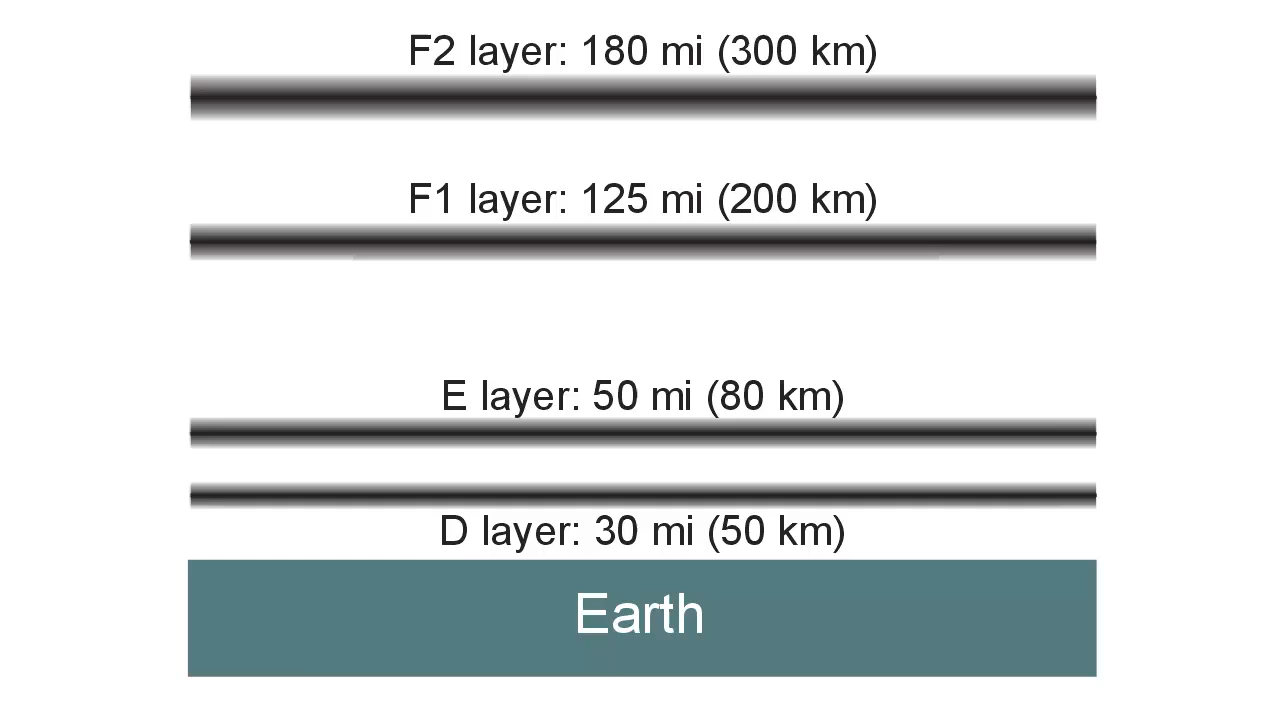 F2 layer: 180 mi (300 km)
F1 layer: 125 mi (200 km)
E layer: 50 mi (80 km)
D layer: 30 mi (50 km)
Earth